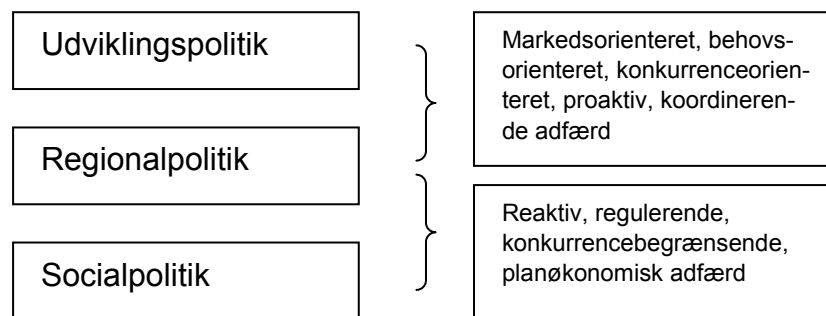 Udviklingspolitik
Markedsorienteret, behovs-
orienteret, konkurrenceorien-
teret, proaktiv, koordineren-
de adfærd
Regionalpolitik
Reaktiv, regulerende,
konkurrencebegrænsende,
planøkonomisk adfærd
Socialpolitik